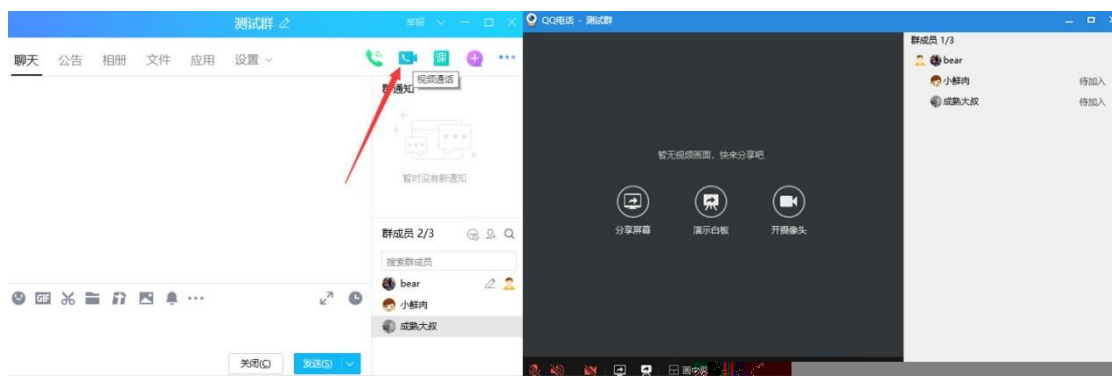 测试群
举报
聊天 公告 相册 文件 应用 设置
课
视频通话
群通知
暂时没有新通知
群成员 2/3
搜索群成员
bear
小鲜肉
成熟大叔
GIF
关闭(C) 发送(S)
QQ电话 - 测试群
暂无视频画面，快来分享吧
分享屏幕 演示白板 开摄像头
群成员 1/3
bear
小鲜肉 待加入
成熟大叔 待加入